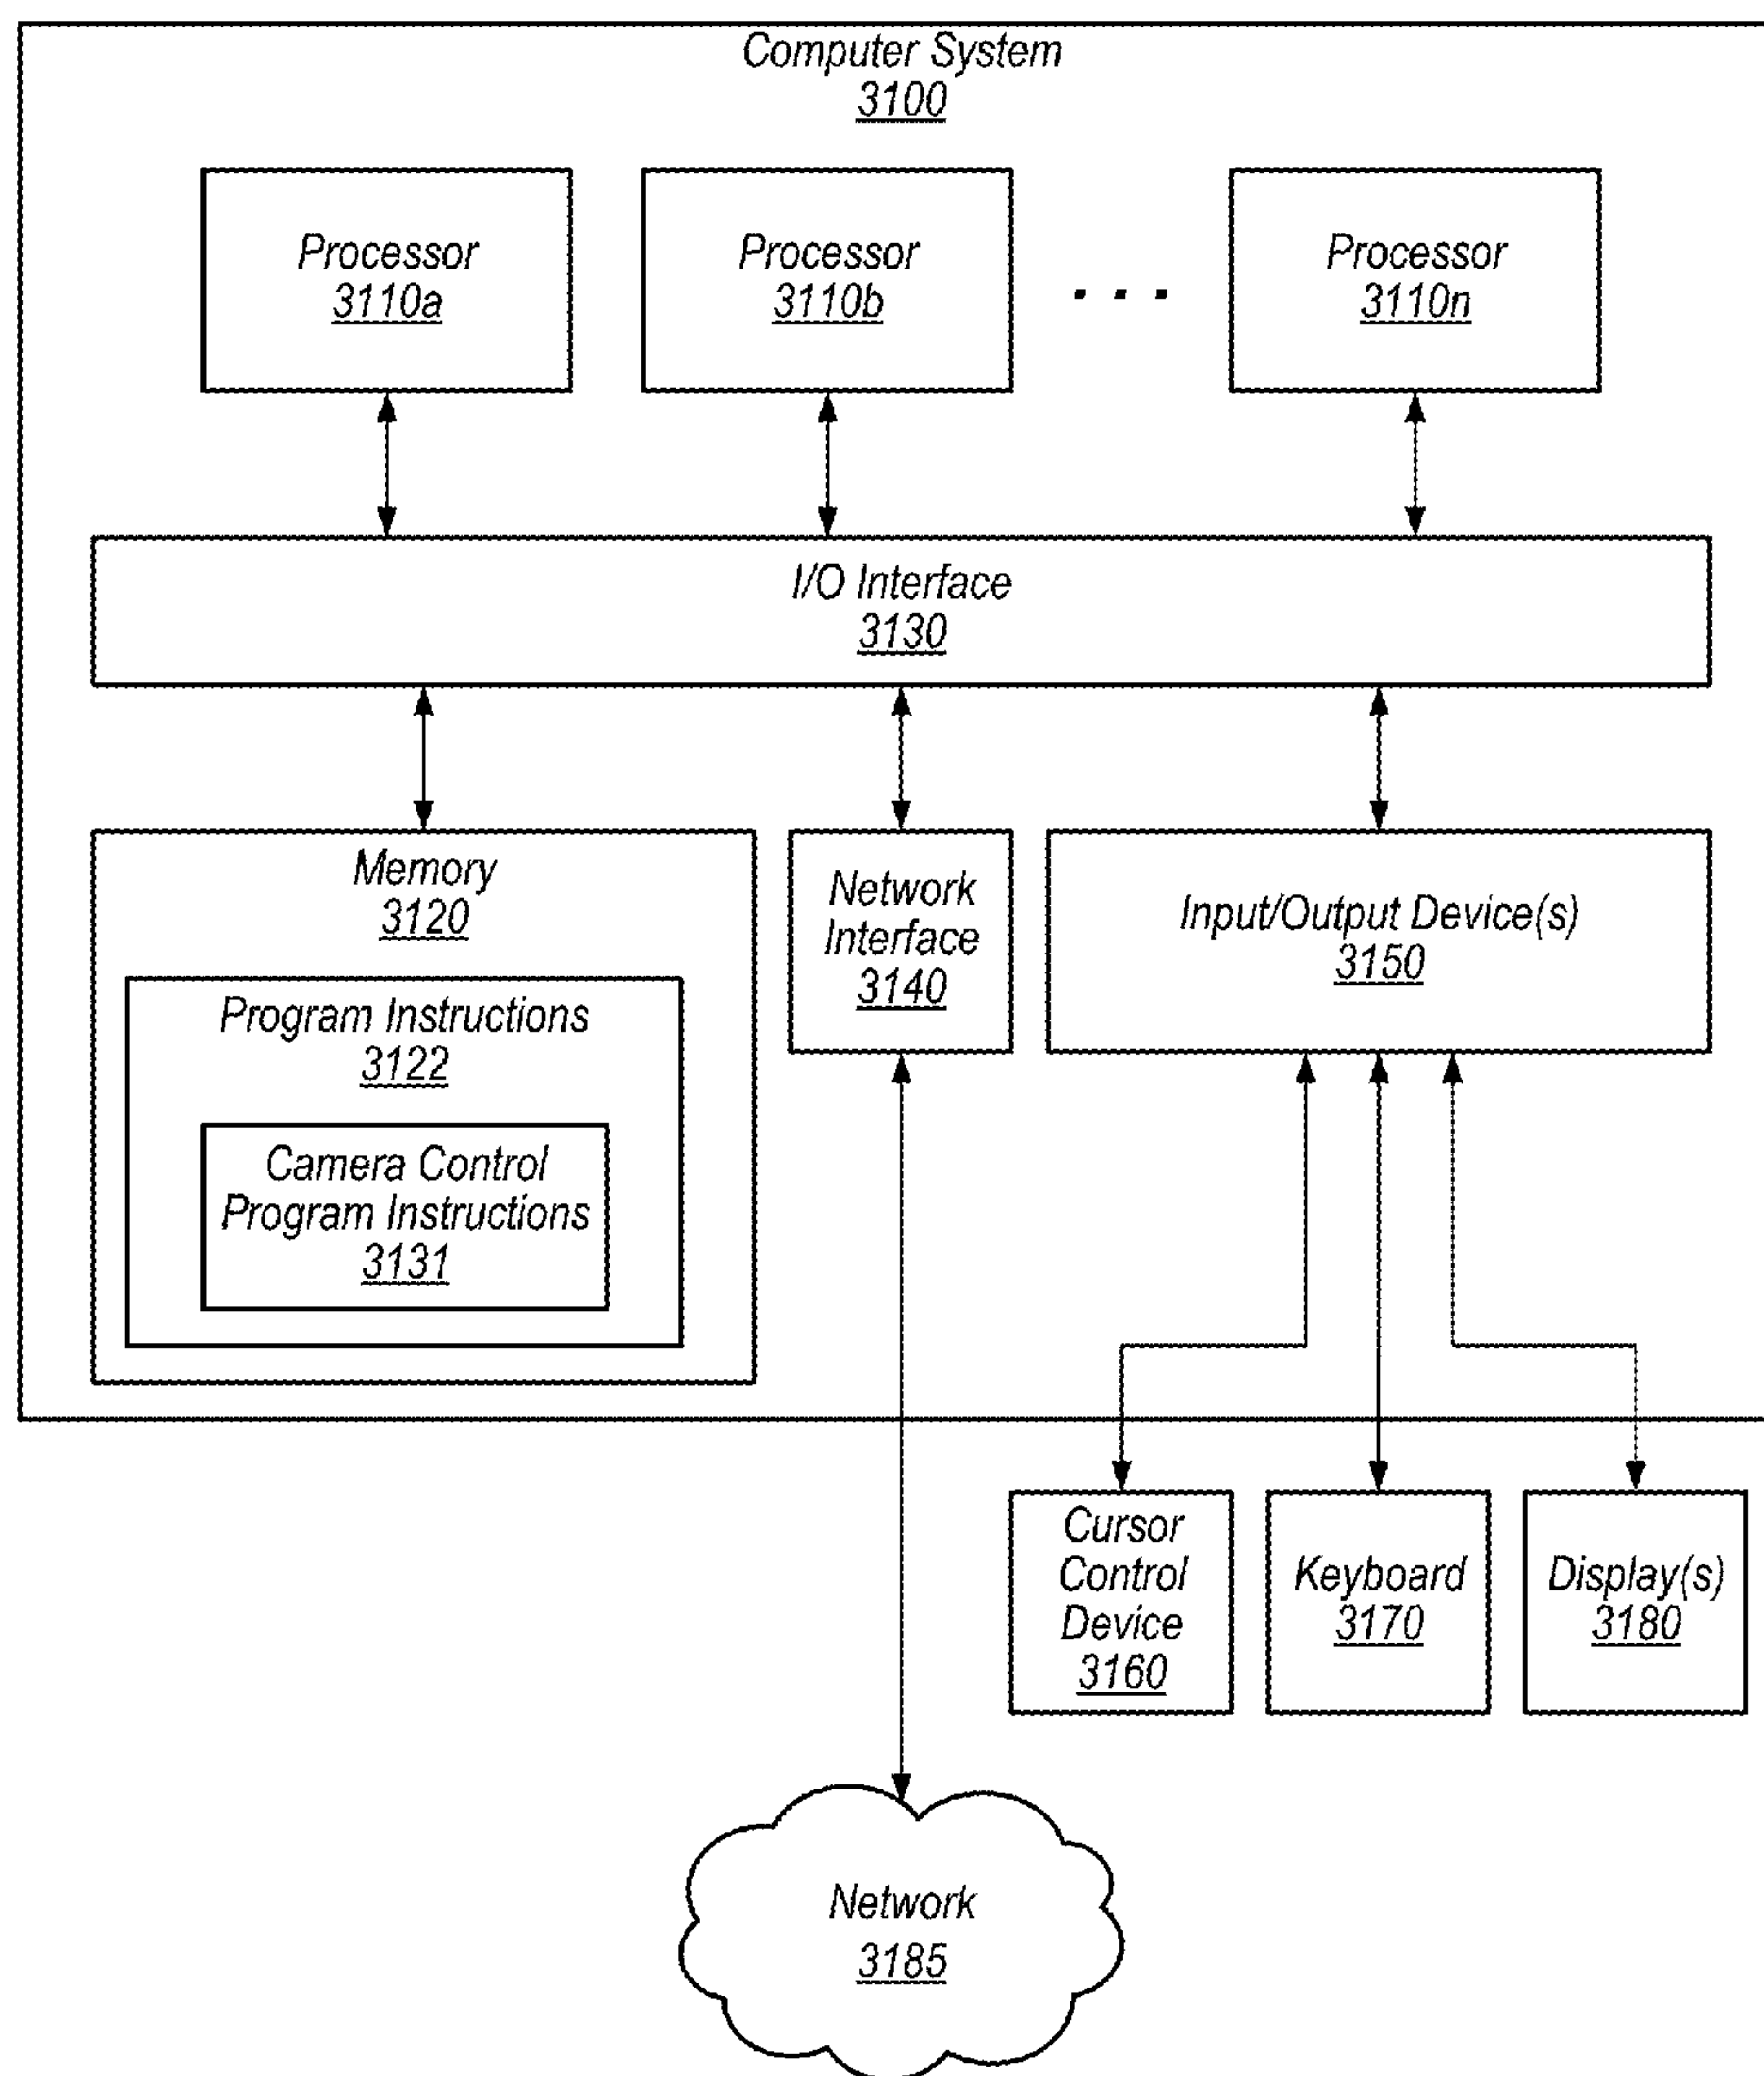 Computer System
3100
Processor
3110a
Processor
3110b
. . .
Processor
3110n
I/O Interface
3130
Memory
3120
Program Instructions
3122
Camera Control
Program Instructions
3131
Network
Interface
3140
Input/Output Device(s)
3150
Cursor
Control
Device
3160
Keyboard
3170
Display(s)
3180
Network
3185